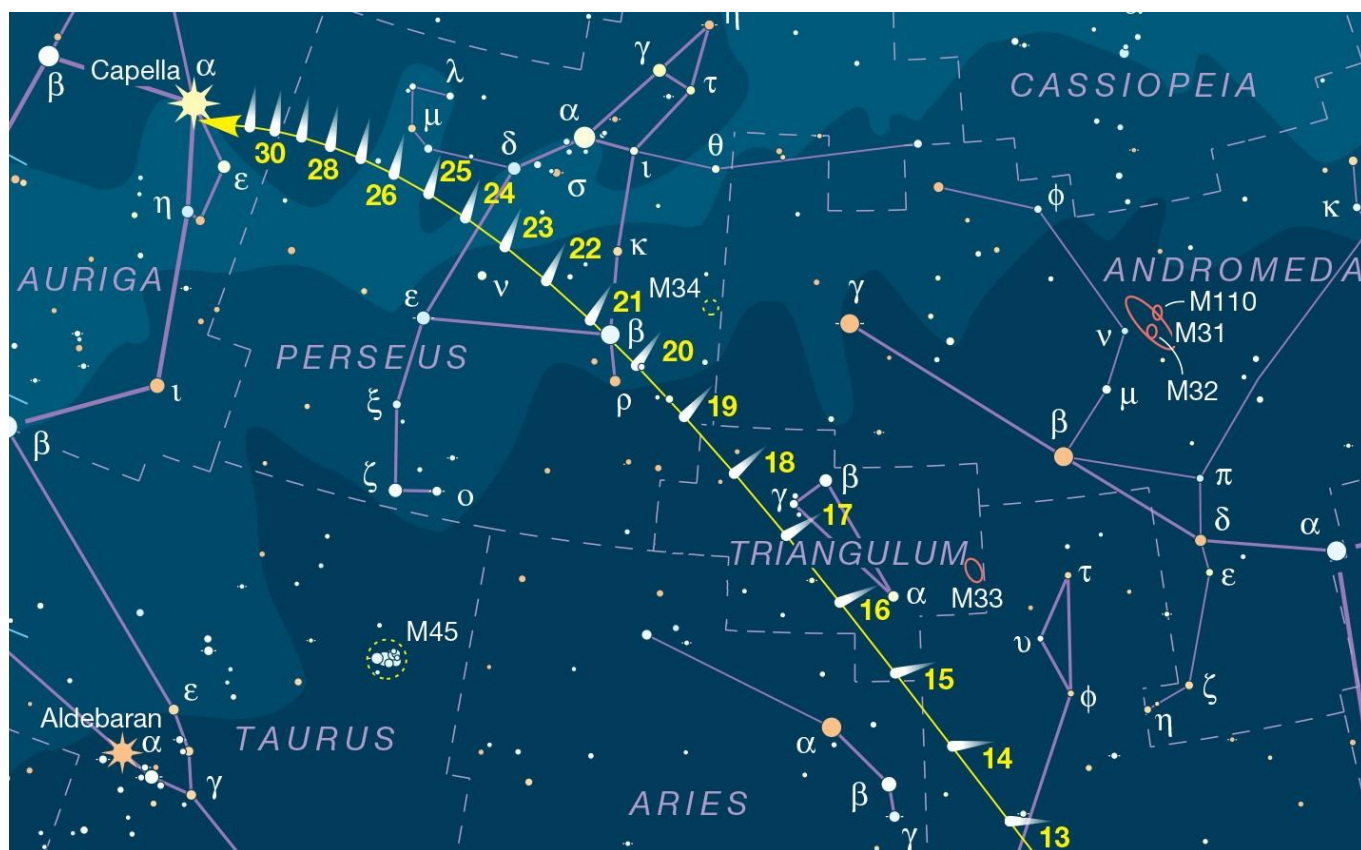 α
η
γ
λ
α
β
Capella
CASSIOPEIA
τ
μ
δ
α
θ
ι
30
28
26
25
24
σ
ε
η
φ
κ
23
22
κ
AURIGA
ν
M34
γ
ANDROMEDA
M110
M31
M32
ε
21
β
ν
PERSEUS
20
ι
ρ
μ
ξ
19
β
β
18
β
π
ζ
ο
γ
17
δ
α
TRIANGULUM
τ
ε
16
α
M33
M45
υ
15
ζ
ε
φ
η
Aldebaran
α
TAURUS
α
14
γ
ARIES
β
γ
13